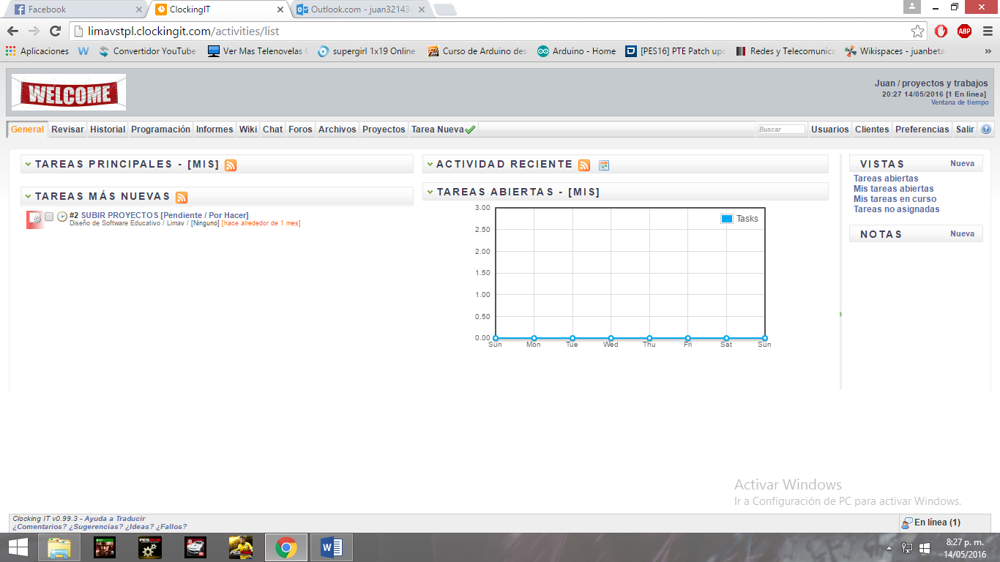 Facebook
ClockingIT
Outlook.com - juan32143
limavstpl.clockingit.com/activities/list
ABP
Aplicaciones
W
Convertidor YouTube
Ver Mas Telenovelas
supergirl 1x19 Online
Curso de Arduino des
Arduino - Home
[PES16] PTE Patch upd
Redes y Telecomunica
Wikispaces - juanbeta
»
WELCOME
Juan / proyectos y trabajos
20:27 14/05/2016 [1 En línea]
Ventana de tiempo
General Revisar Historial Programación Informes Wiki Chat Foros Archivos Proyectos Tarea Nueva Buscar Usuarios Clientes Preferencias Salir ?
TAREAS PRINCIPALES - [MIS]
TAREAS MÁS NUEVAS
#2 SUBIR PROYECTOS [Pendiente / Por Hacer]
Diseño de Software Educativo / Limav / [Ninguno] [hace alrededor de 1 mes]
ACTIVIDAD RECIENTE
TAREAS ABIERTAS - [MIS]
Tasks
3.00
2.50
2.00
1.50
1.00
0.50
0.00
Sun Mon Tue Wed Thu Fri Sat Sun
VISTAS Nueva
Tareas abiertas
Mis tareas abiertas
Mis tareas en curso
Tareas no asignadas
NOTAS Nueva
Activar Windows
Ir a Configuración de PC para activar Windows.
Clocking IT v0.99.3 - Ayuda a Traducir
¿Comentarios? ¿Sugerencias? ¿Ideas? ¿Fallos?
En línea (1)
8:27 p. m.
14/05/2016